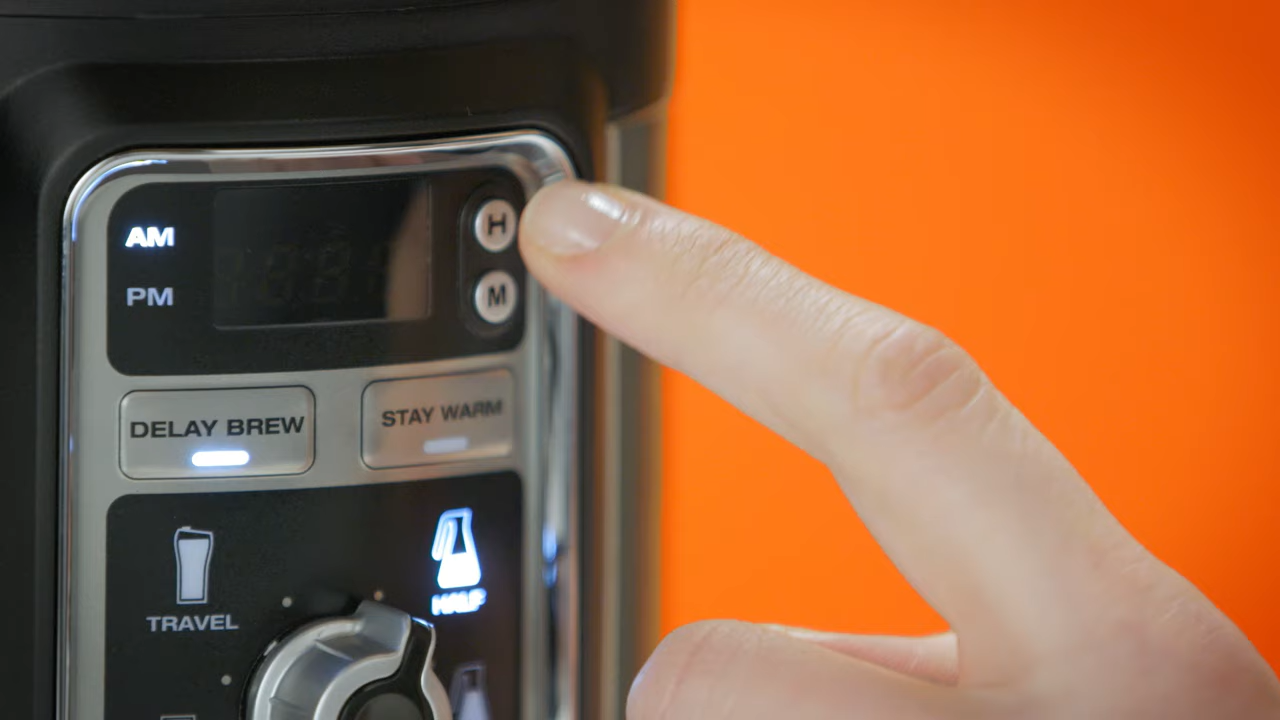 AM
H
PM
M
DELAY BREW
STAY WARM
HALF
TRAVEL